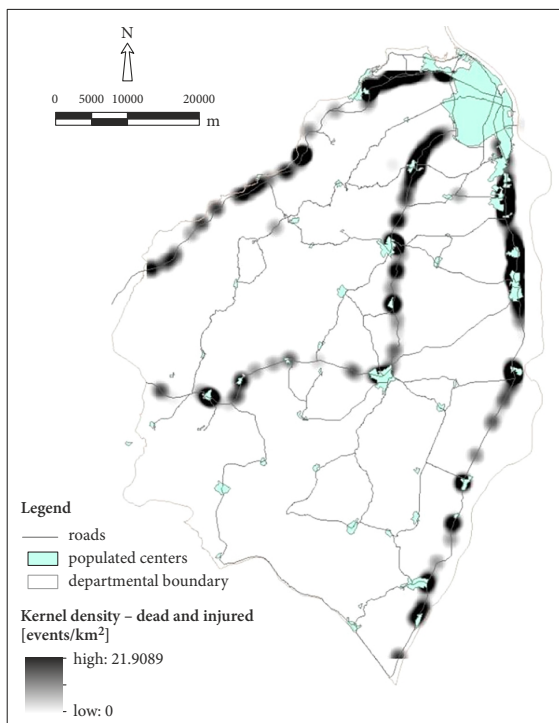 N
0 5000 10000 20000
m
Legend
roads
populated centers
departmental boundary
Kernel density – dead and injured
[events/km²]
high: 21.9089
low: 0